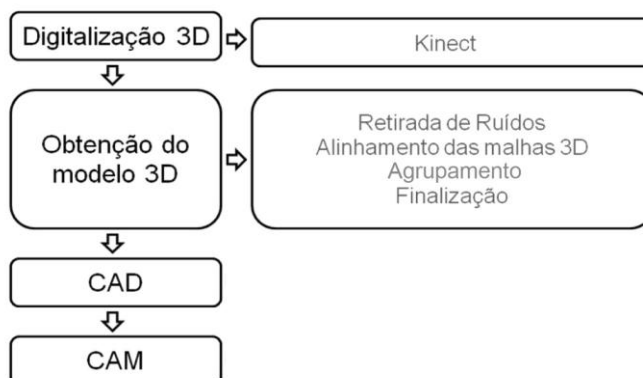 Digitalização 3D
Kinect
Obtenção do
modelo 3D
Retirada de Ruídos
Alinhamento das malhas 3D
Agrupamento
Finalização
CAD
CAM